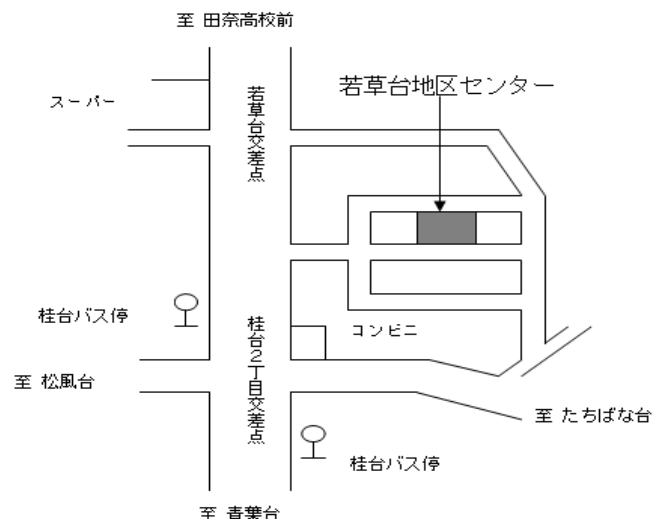 至 田奈高校前
若草台地区センター
スーパー
若草台交差点
桂台バス停
コンビニ
桂台2丁目交差点
至 松風台
至 たちばな台
桂台バス停
至 青葉台